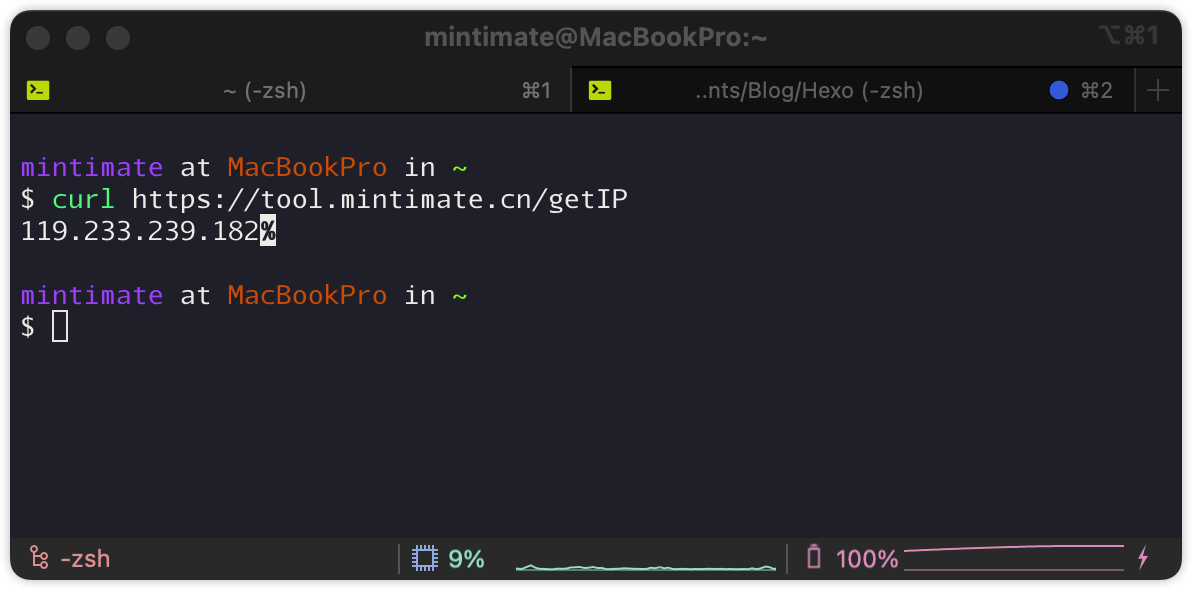 mintimate@MacBookPro:~ ⌥⌘1
~ (-zsh) ⌘1 ..nts/Blog/Hexo (-zsh) ⌘2
mintimate at MacBookPro in ~
$ curl https://tool.mintimate.cn/getIP
119.233.239.182%
mintimate at MacBookPro in ~
$
-zsh 9% 100%